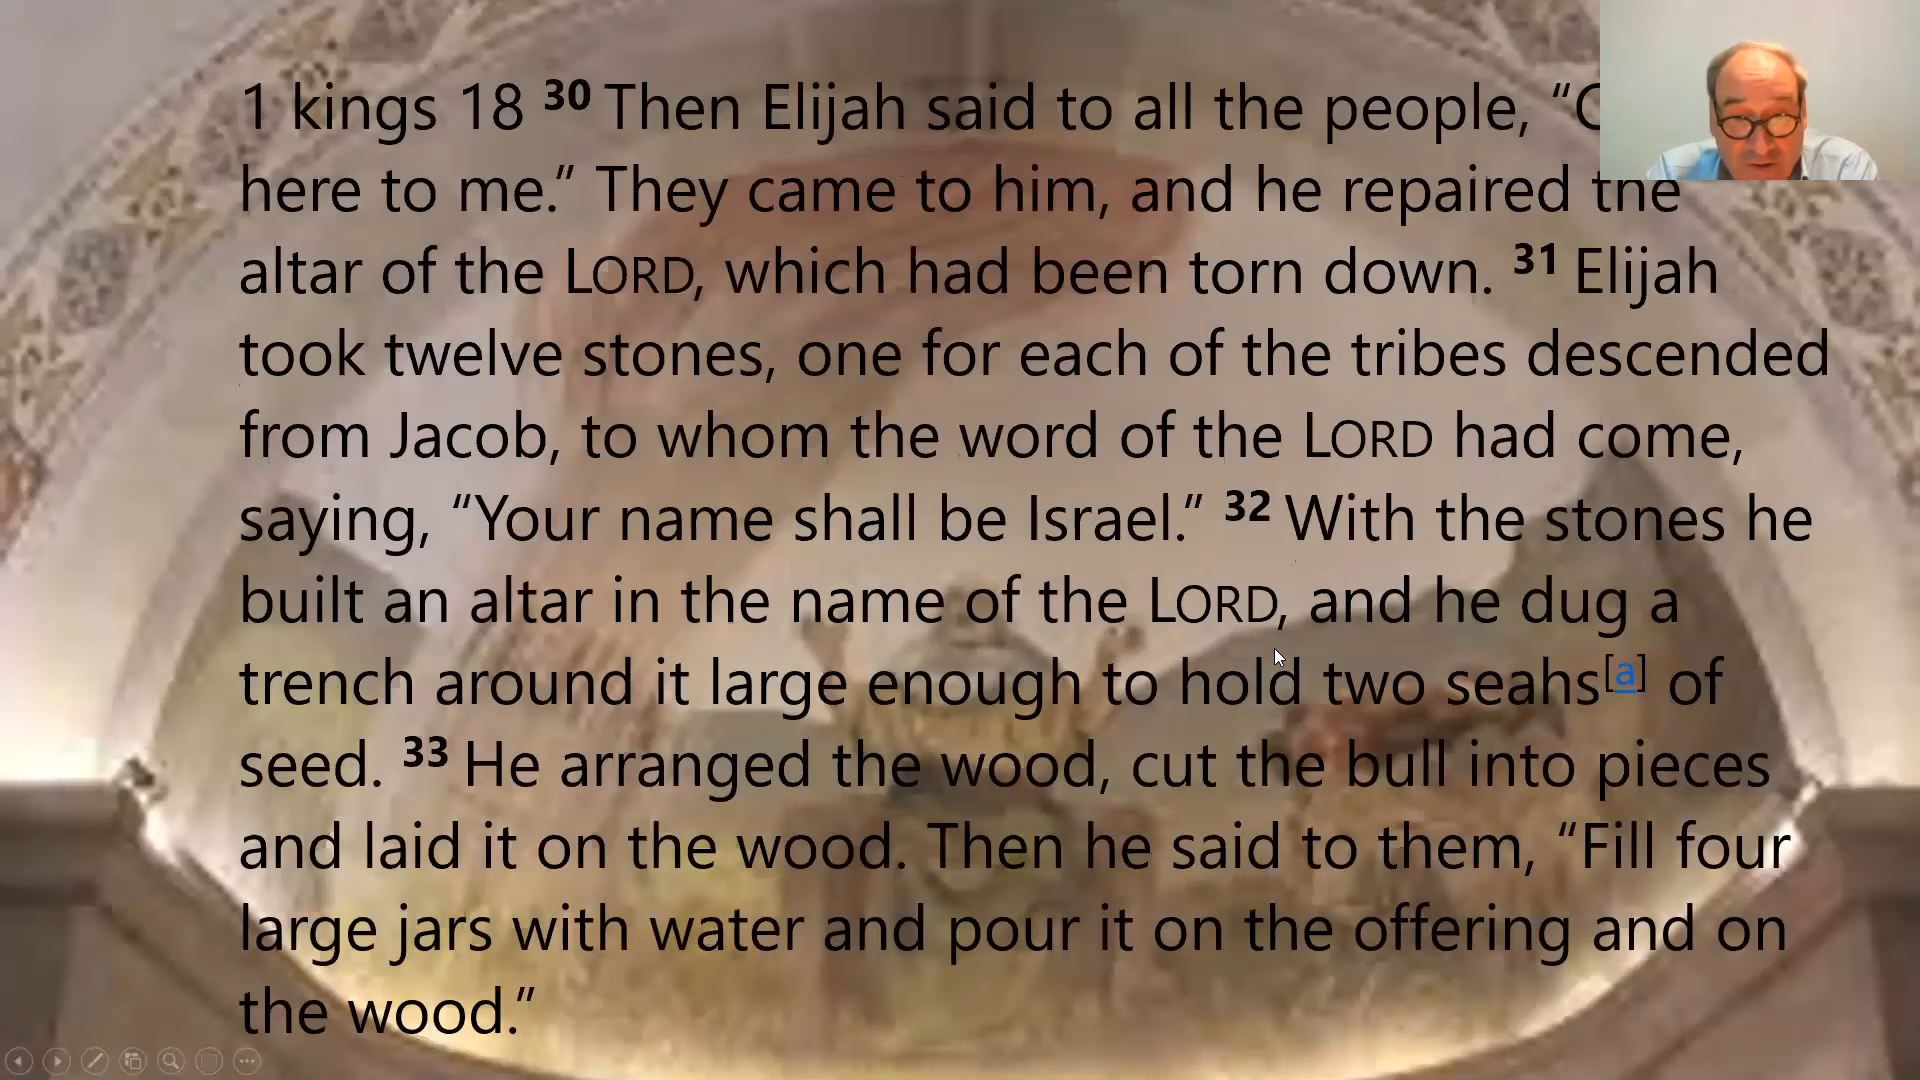 1 kings 18 30 Then Elijah said to all the people, “
here to me.” They came to him, and he repaired the
altar of the LORD, which had been torn down. 31 Elijah
took twelve stones, one for each of the tribes descended
from Jacob, to whom the word of the LORD had come,
saying, “Your name shall be Israel.” 32 With the stones he
built an altar in the name of the LORD, and he dug a
trench around it large enough to hold two seahs[a] of
seed. 33 He arranged the wood, cut the bull into pieces
and laid it on the wood. Then he said to them, “Fill four
large jars with water and pour it on the offering and on
the wood.”